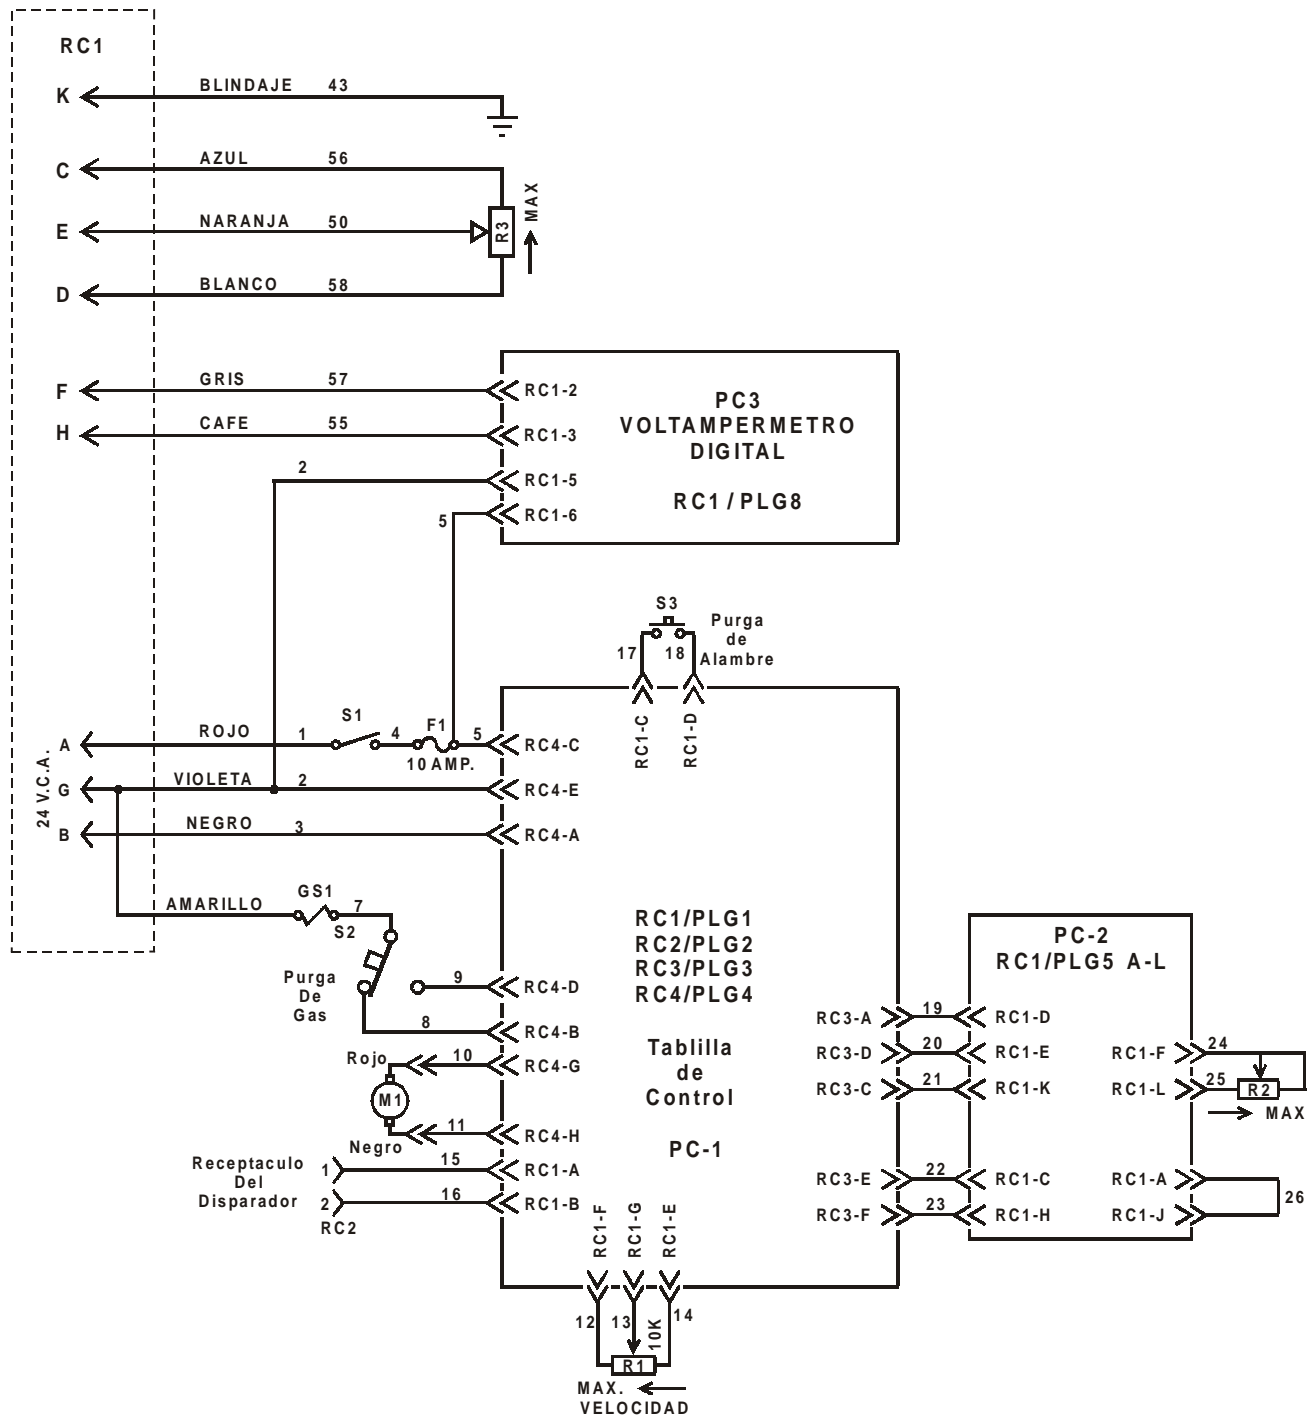 RC1
K BLINDAJE 43
C AZUL 56
E NARANJA 50
R3
MAX
D BLANCO 58
F GRIS 57 RC1-2
H CAFE 55 RC1-3
2 RC1-5
5 RC1-6
PC3
VOLTAMPERMETRO
DIGITAL
RC1/PLG8
S3
Purga
de
Alambre
17 18
RC1-C
RC1-D
24 V.C.A.
A ROJO 1 S1 4 F1 5 RC4-C
10 AMP.
G VIOLETA 2 RC4-E
B NEGRO 3 RC4-A
AMARILLO GS1 7
S2
Purga
De
Gas
9 RC4-D
8 RC4-B
Rojo 10 RC4-G
M1
Negro 11 RC4-H
Receptaculo
Del
Disparador
1 15 RC1-A
2 16 RC1-B
RC2
RC1/PLG1
RC2/PLG2
RC3/PLG3
RC4/PLG4
Tablilla
de
Control
PC-1
PC-2
RC1/PLG5 A-L
RC3-A 19 RC1-D
RC3-D 20 RC1-E
RC3-C 21 RC1-K
RC3-E 22 RC1-C
RC3-F 23 RC1-H
RC1-F 24
RC1-L 25 R2
MAX
RC1-A
RC1-J
26
RC1-F
RC1-G
RC1-E
12 13 10K 14
R1
MAX.
VELOCIDAD